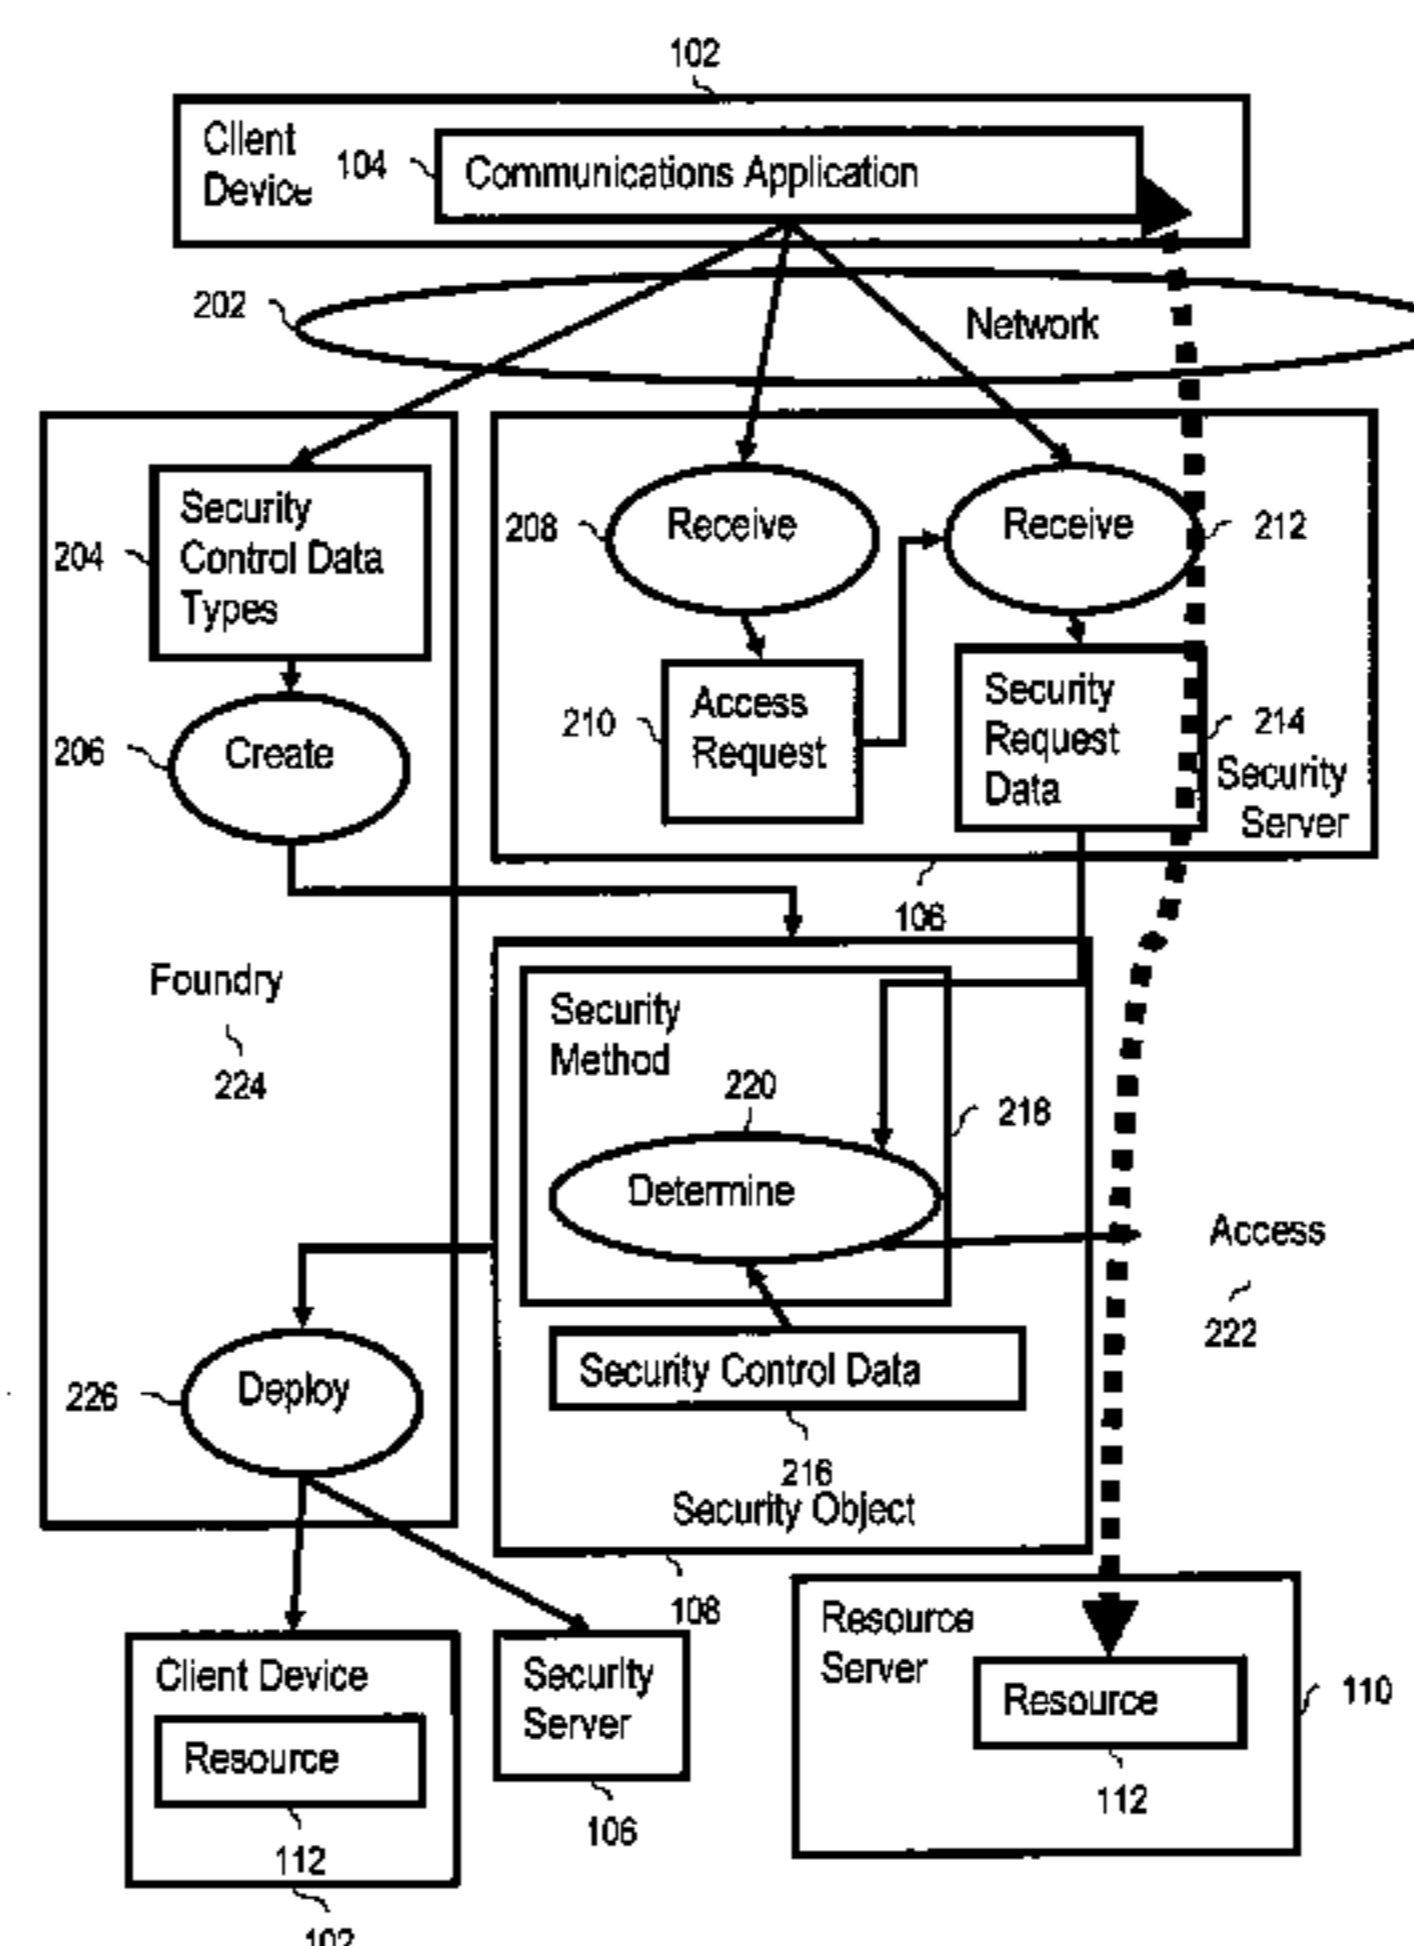 102
Client
Device
104
Communications Application
202
Network
204
Security
Control Data
Types
208
Receive
Receive
212
210
Access
Request
Security
Request
Data
214
Security
Server
206
Create
106
Foundry
224
Security
Method
220
218
Determine
Access
222
Security Control Data
216
Security Object
108
226
Deploy
Client Device
Resource
112
102
Security
Server
106
Resource
Server
Resource
110
112